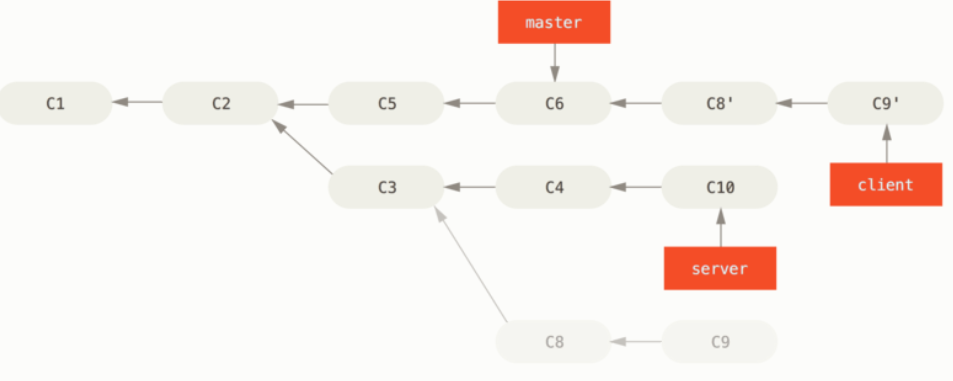 master
C1 C2 C5 C6 C8' C9'
C3 C4 C10 client
server
C8 C9